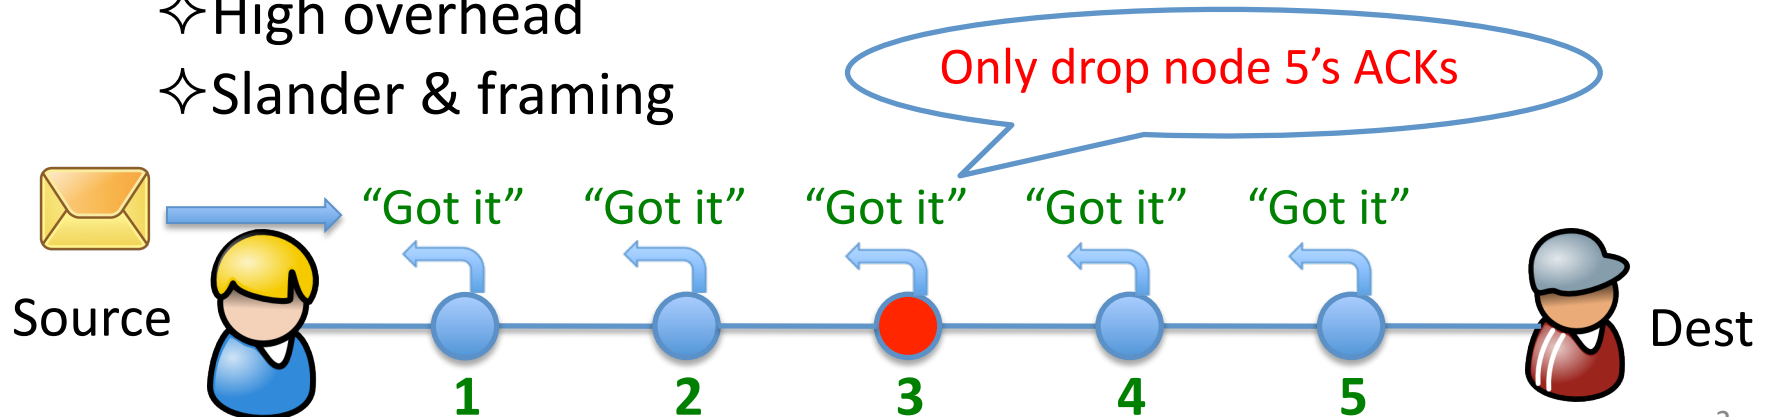 ✧High overhead
✧Slander & framing
Only drop node 5’s ACKs
“Got it” “Got it” “Got it” “Got it” “Got it”
Source
Dest
1 2 3 4 5